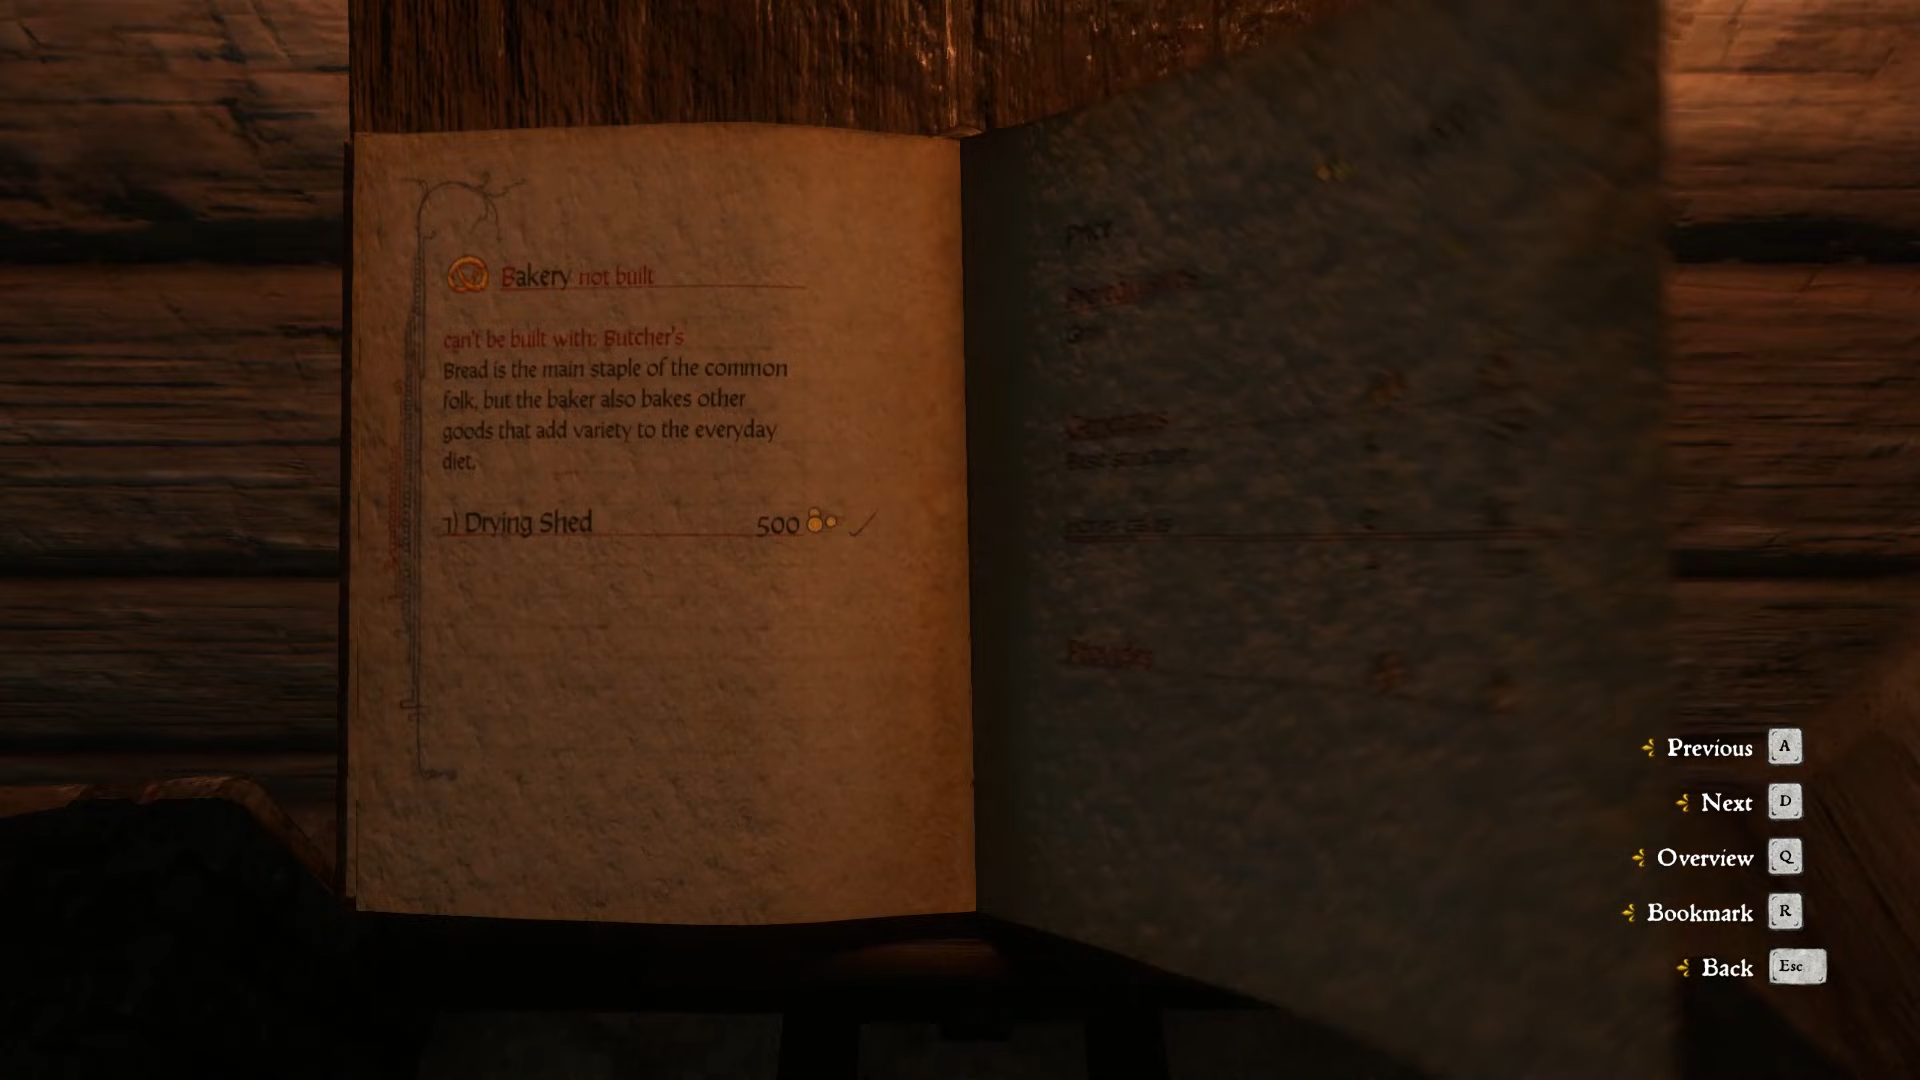 Bakery not built
can't be built with: Butcher's
Bread is the main staple of the common
folk, but the baker also bakes other
goods that add variety to the everyday
diet.
1) Drying Shed 500
Previous A
Next D
Overview Q
Bookmark R
Back Esc